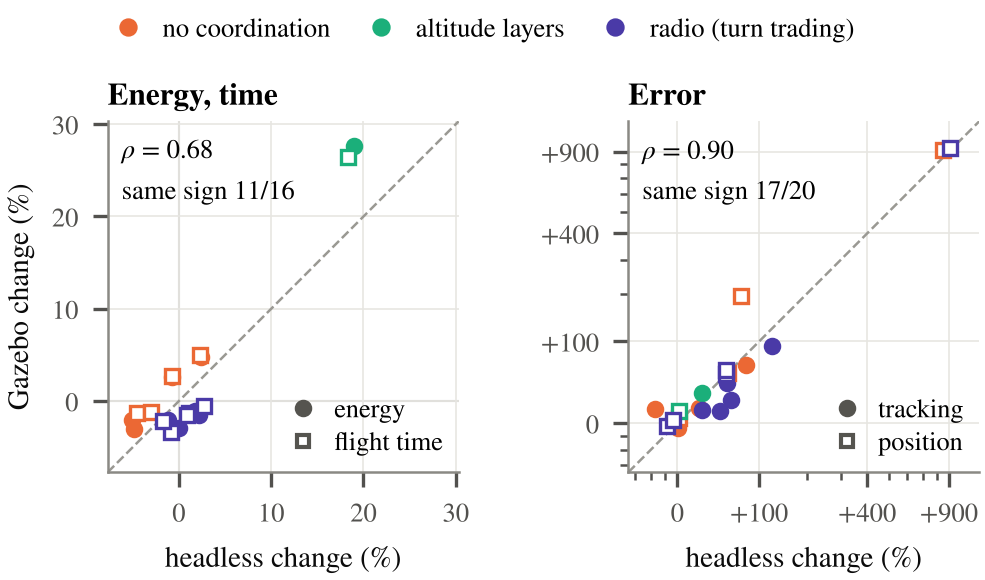 no coordination altitude layers radio (turn trading)
Energy, time
ρ = 0.68
same sign 11/16
30
20
10
0
Gazebo change (%)
energy
flight time
0 10 20 30
headless change (%)
Error
ρ = 0.90
same sign 17/20
+900
+400
+100
0
tracking
position
0 +100 +400 +900
headless change (%)